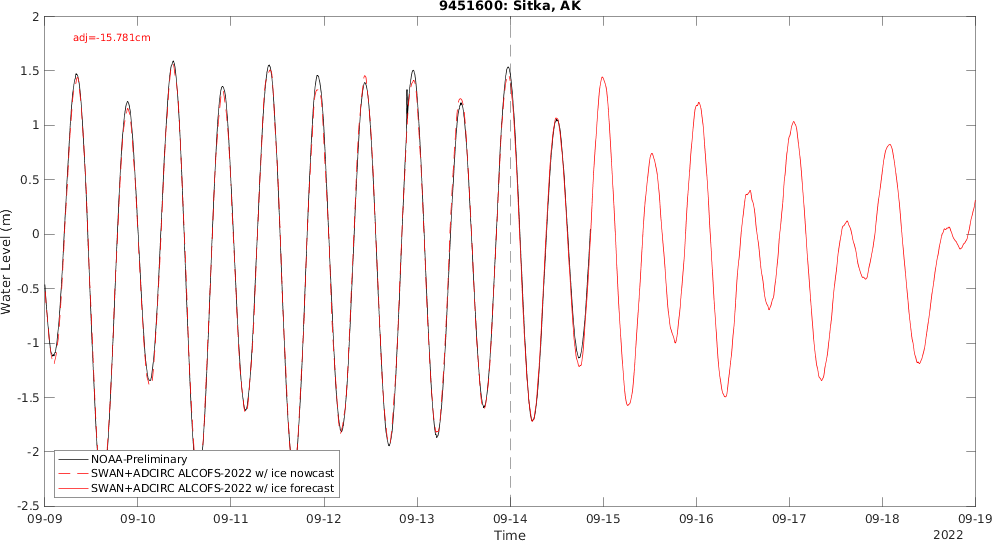 9451600: Sitka, AK
adj=-15.781cm
2
1.5
1
0.5
0
-0.5
-1
-1.5
-2
-2.5
Water Level (m)
NOAA-Preliminary
SWAN+ADCIRC ALCOFS-2022 w/ ice nowcast
SWAN+ADCIRC ALCOFS-2022 w/ ice forecast
09-09 09-10 09-11 09-12 09-13 09-14 09-15 09-16 09-17 09-18 09-19
Time
2022